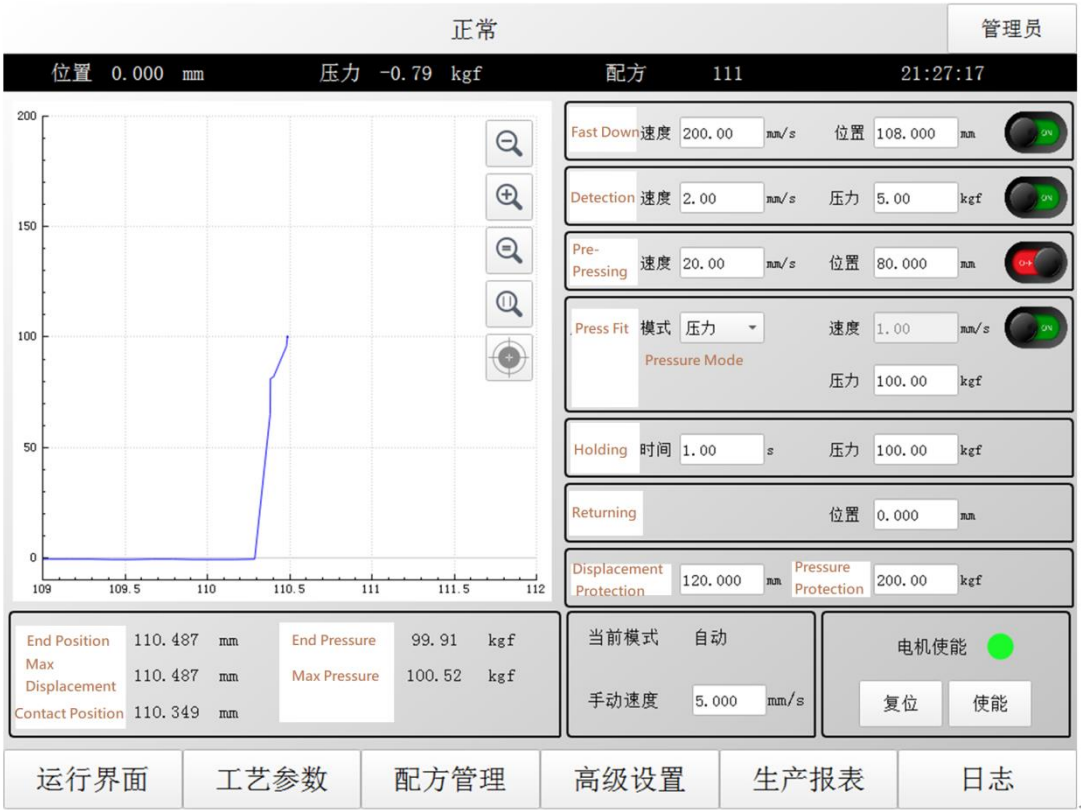 正常
管理员
位置 0.000 mm 压力 -0.79 kgf 配方 111 21:27:17
200
150
100
50
0
109 109.5 110 110.5 111 111.5 112
Fast Down 速度 200.00 mm/s 位置 108.000 mm ON
Detection 速度 2.00 mm/s 压力 5.00 kgf ON
Pre-
Pressing 速度 20.00 mm/s 位置 80.000 mm
Press Fit 模式 压力 速度 1.00 mm/s ON
Pressure Mode
压力 100.00 kgf
Holding 时间 1.00 s 压力 100.00 kgf
Returning 位置 0.000 mm
Displacement
Protection 120.000 mm
Pressure
Protection 200.00 kgf
End Position 110.487 mm End Pressure 99.91 kgf
Max
Displacement 110.487 mm Max Pressure 100.52 kgf
Contact Position 110.349 mm
当前模式 自动
手动速度 5.000 mm/s
电机使能
复位 使能
运行界面 工艺参数 配方管理 高级设置 生产报表 日志